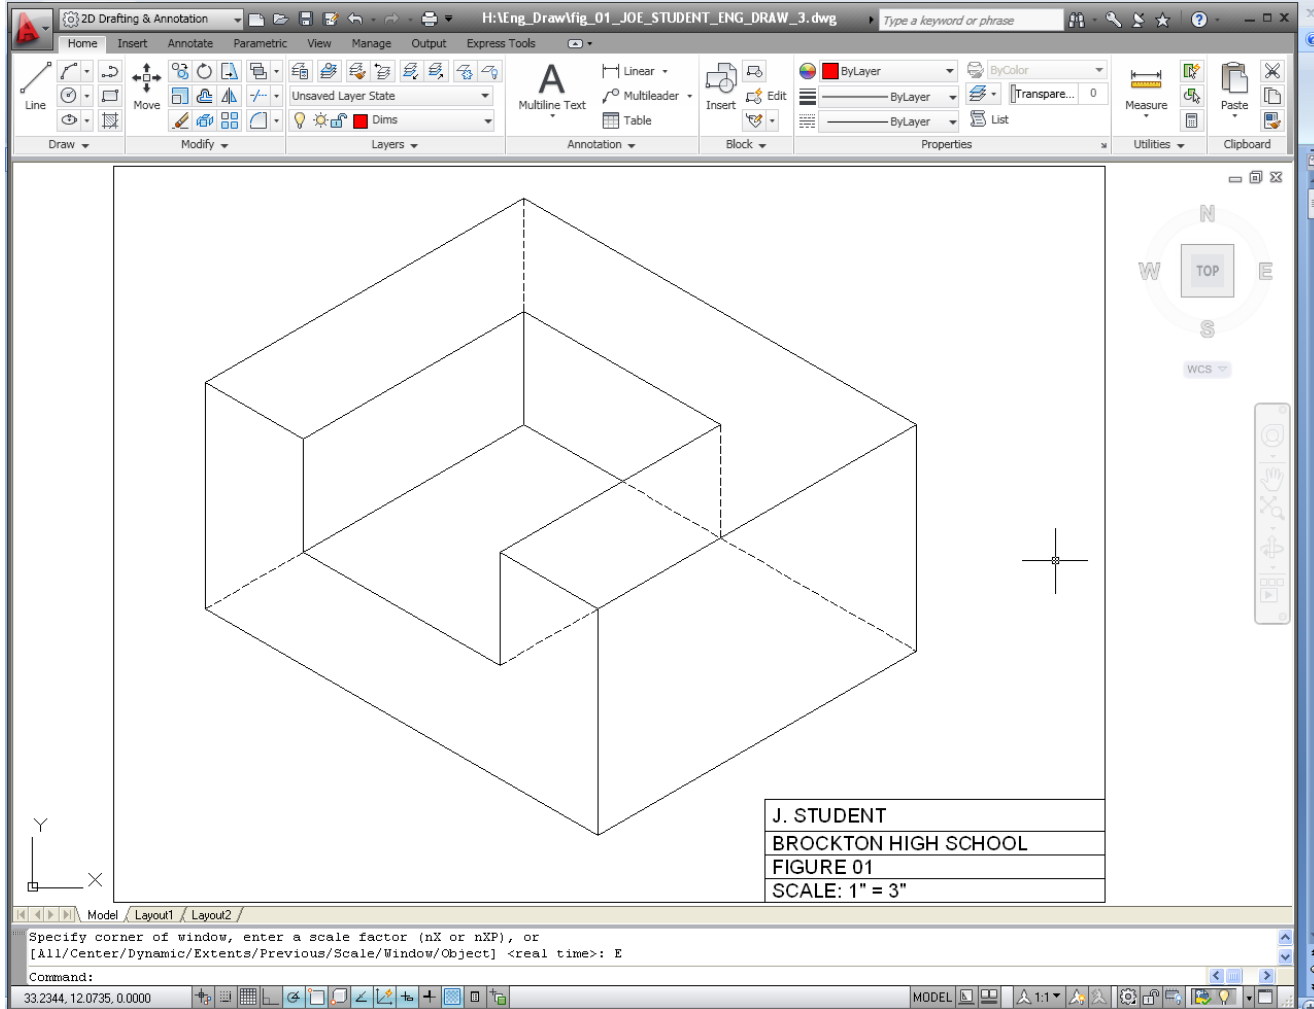 2D Drafting & Annotation
H:\Eng_Draw\fig_01_JOE_STUDENT_ENG_DRAW_3.dwg
Type a keyword or phrase
Home Insert Annotate Parametric View Manage Output Express Tools
Line
Move
Unsaved Layer State
Dims
A
Multiline Text
Linear
Multileader
Table
Insert
Edit
ByLayer
ByLayer
ByLayer
ByColor
Transpare... 0
List
Measure
Paste
Draw Modify Layers Annotation Block Properties Utilities Clipboard
N
W TOP E
S
WCS
J. STUDENT
BROCKTON HIGH SCHOOL
FIGURE 01
SCALE: 1" = 3"
Y
X
Model Layout1 Layout2
Specify corner of window, enter a scale factor (nX or nXP), or
[All/Center/Dynamic/Extents/Previous/Scale/Window/Object] <real time>: E
Command:
33.2344, 12.0735, 0.0000
MODEL
1:1